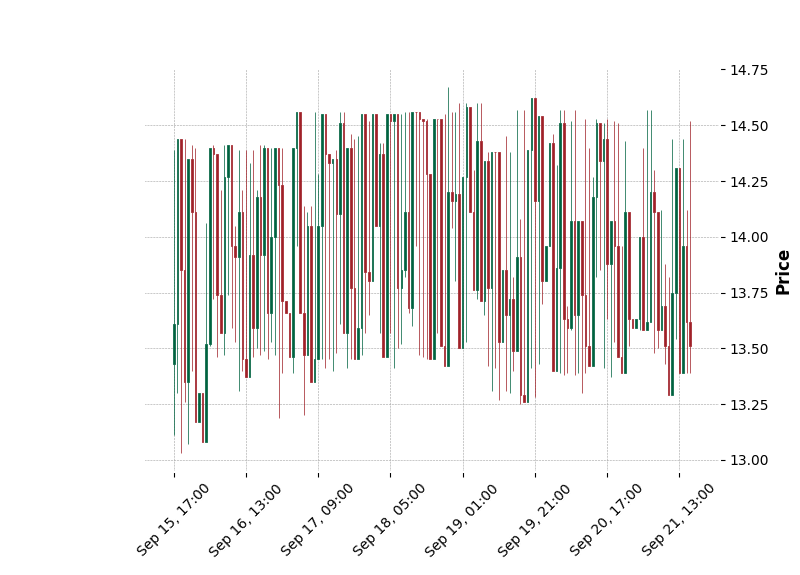 14.75
14.50
14.25
14.00
13.75
13.50
13.25
13.00
Price
Sep 15, 17:00
Sep 16, 13:00
Sep 17, 09:00
Sep 18, 05:00
Sep 19, 01:00
Sep 19, 21:00
Sep 20, 17:00
Sep 21, 13:00